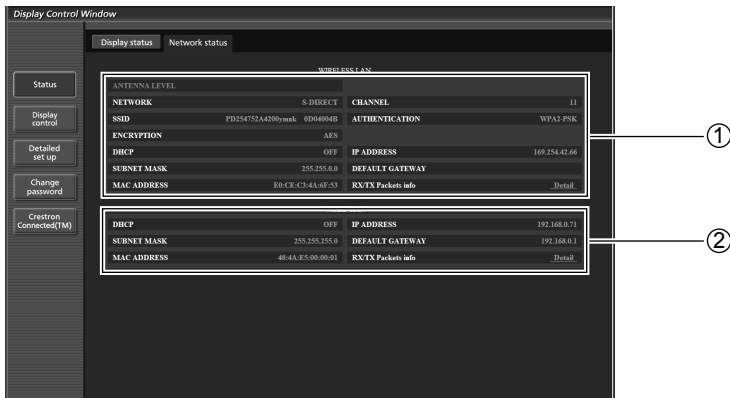 Display Control Window
Display status Network status
WIRELESS LAN
Status
ANTENNA LEVEL
NETWORK S-DIRECT CHANNEL 11
SSID PD254752A4200ymnk 0D04004B AUTHENTICATION WPA2-PSK
ENCRYPTION AES
DHCP OFF IP ADDRESS 169.254.42.66
SUBNET MASK 255.255.0.0 DEFAULT GATEWAY
MAC ADDRESS E0:CE:C3:4A:6F:53 RX/TX Packets info Detail
①
Display
control
Detailed
set up
Change
password
Crestron
Connected(TM)
DHCP OFF IP ADDRESS 192.168.0.71
SUBNET MASK 255.255.255.0 DEFAULT GATEWAY 192.168.0.1
MAC ADDRESS 48:4A:E5:00:00:01 RX/TX Packets info Detail
②